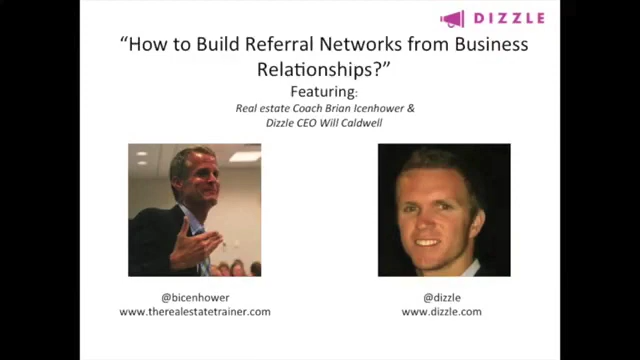 DIZZLE
“How to Build Referral Networks from Business
Relationships?”
Featuring:
Real estate Coach Brian Icenhower &
Dizzle CEO Will Caldwell
@bicenhower
www.therealestatetrainer.com
@dizzle
www.dizzle.com